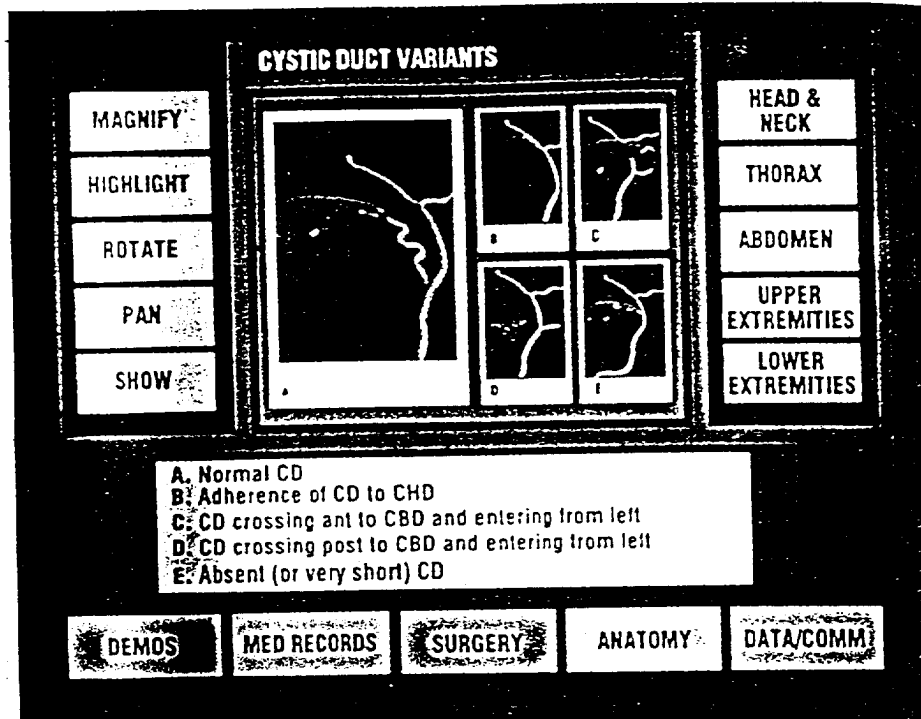 CYSTIC DUCT VARIANTS
MAGNIFY
HIGHLIGHT
ROTATE
PAN
SHOW
A
B
C
D
E
HEAD &
NECK
THORAX
ABDOMEN
UPPER
EXTREMITIES
LOWER
EXTREMITIES
A. Normal CD
B. Adherence of CD to CHD
C. CD crossing ant to CBD and entering from left
D. CD crossing post to CBD and entering from left
E. Absent (or very short) CD
DEMOS
MED RECORDS
SURGERY
ANATOMY
DATA/COMM